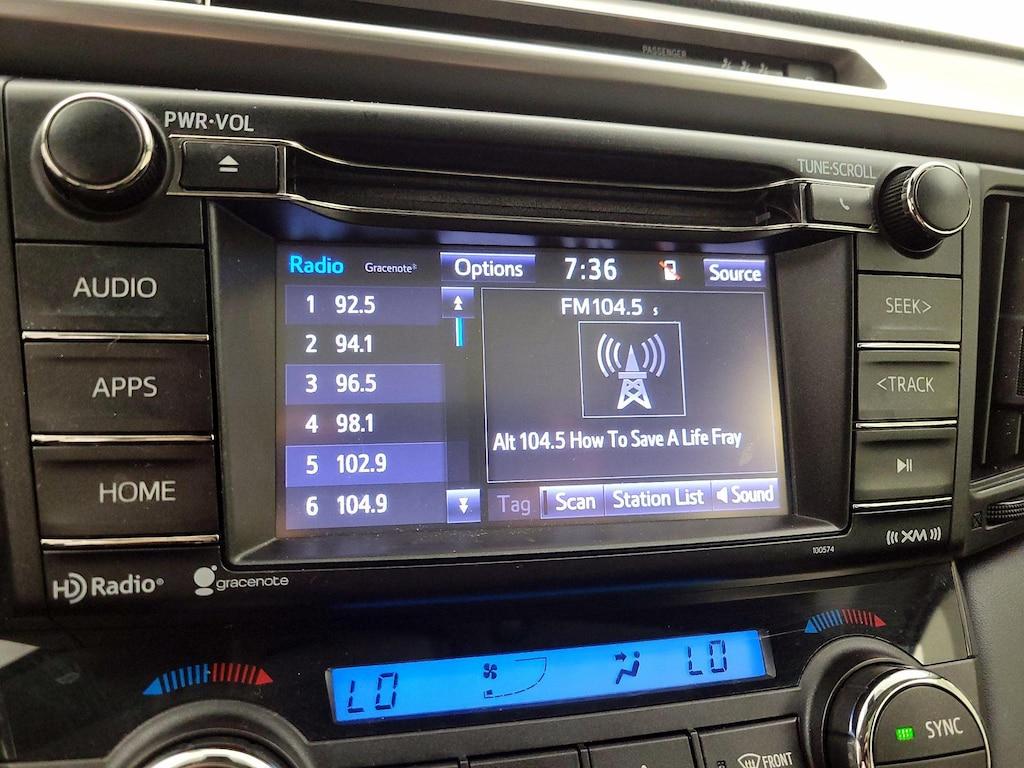 PASSENGER
PWR·VOL
TUNE·SCROLL
AUDIO
APPS
HOME
Radio Gracenote® Options 7:36 Source
1 92.5
2 94.1
3 96.5
4 98.1
5 102.9
6 104.9
FM104.5 s
Alt 104.5 How To Save A Life Fray
Tag Scan Station List Sound
SEEK>
<TRACK
XM
100574
HD Radio®
gracenote
LO LO
SYNC
FRONT